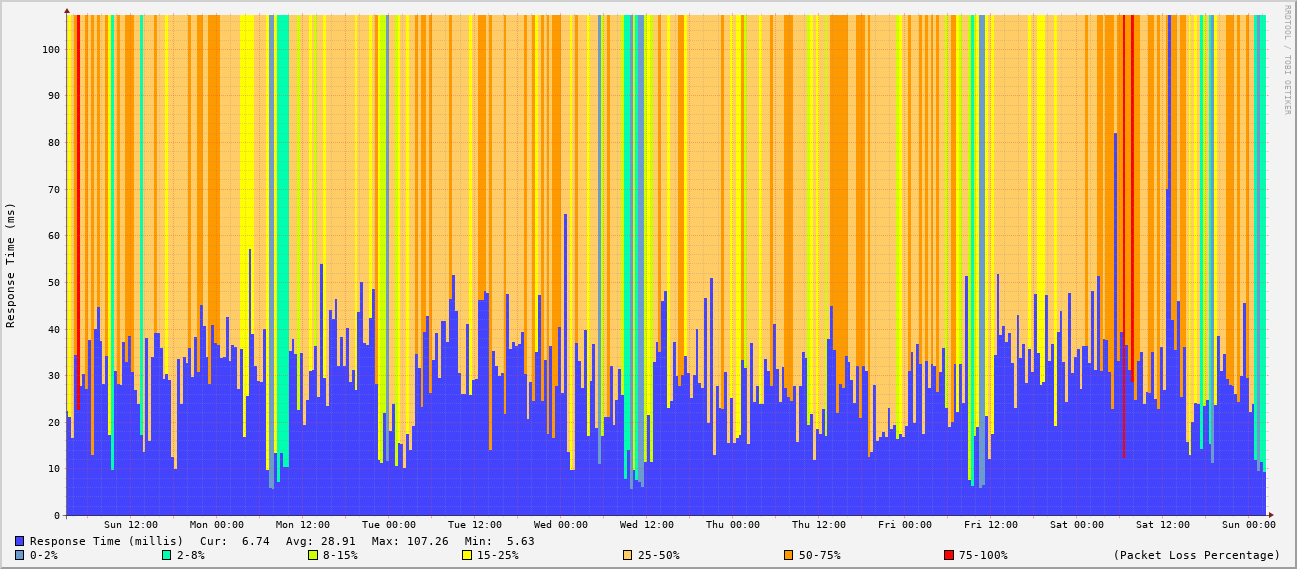 RRDTOOL / TOBI OETIKER
Response Time (ms)
100
90
80
70
60
50
40
30
20
10
0
Sun 12:00 Mon 00:00 Mon 12:00 Tue 00:00 Tue 12:00 Wed 00:00 Wed 12:00 Thu 00:00 Thu 12:00 Fri 00:00 Fri 12:00 Sat 00:00 Sat 12:00 Sun 00:00
Response Time (millis) Cur: 6.74 Avg: 28.91 Max: 107.26 Min: 5.63
0-2% 2-8% 8-15% 15-25% 25-50% 50-75% 75-100% (Packet Loss Percentage)